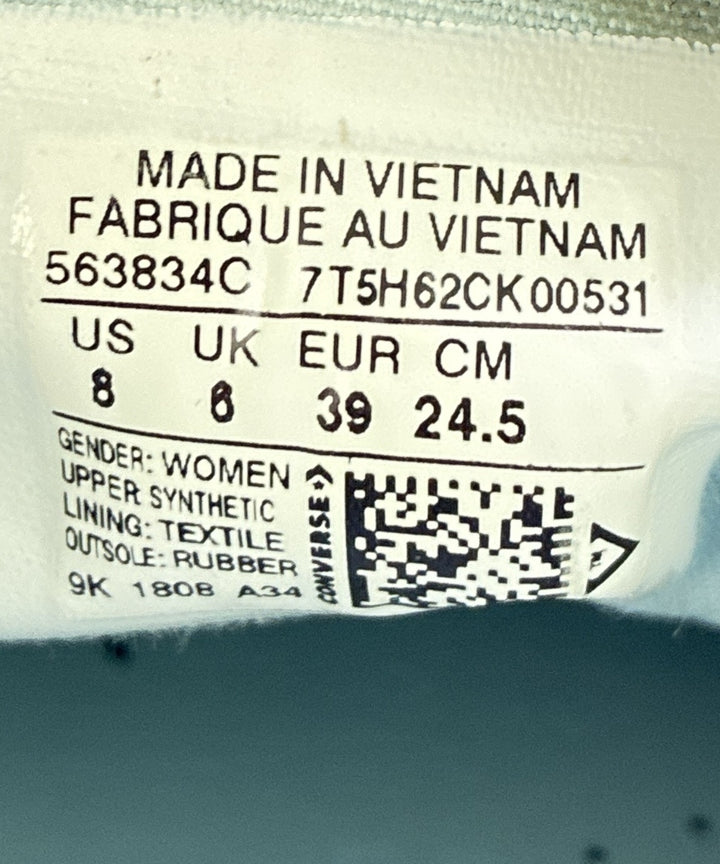 MADE IN VIETNAM
FABRIQUE AU VIETNAM
563834C 7T5H62CK00531
US UK EUR CM
8 6 39 24.5
GENDER: WOMEN
UPPER SYNTHETIC
LINING: TEXTILE
OUTSOLE: RUBBER
9K 1808 A34
CONVERSE
TM